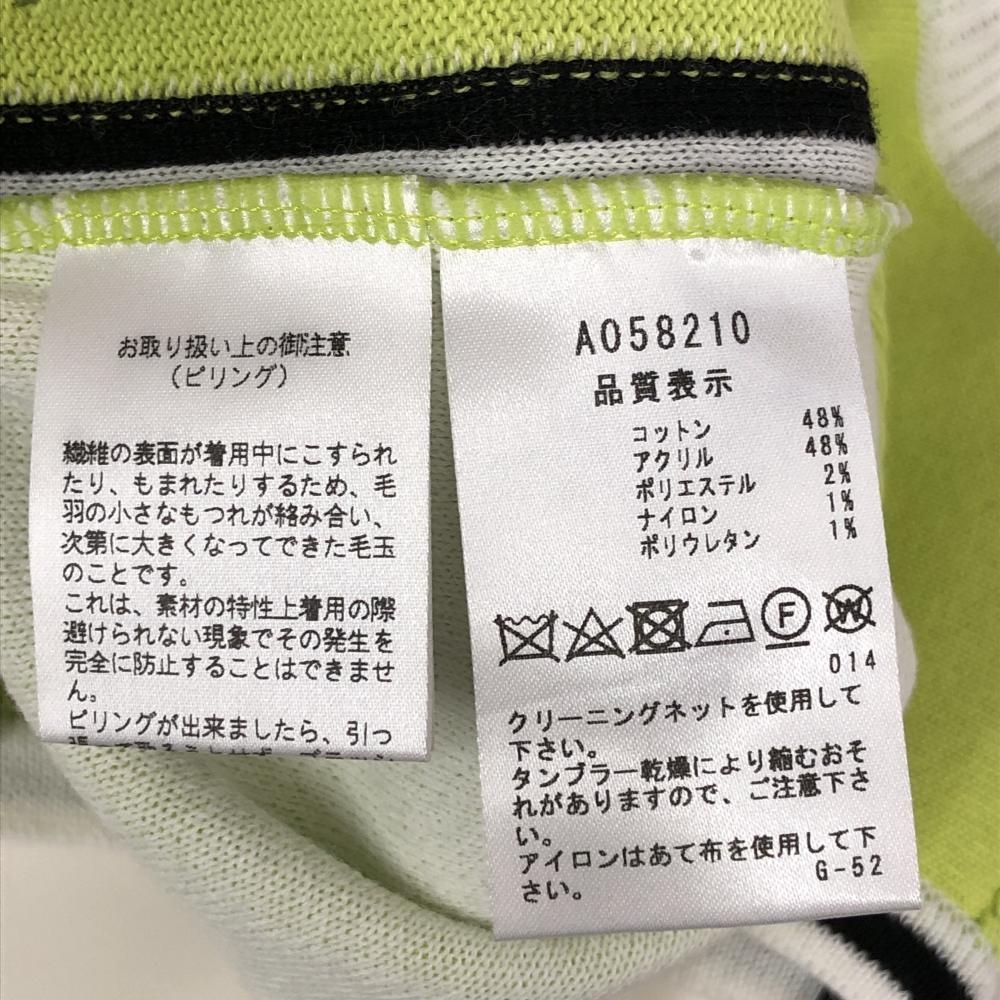 お取り扱い上の御注意
（ピリング）
繊維の表面が着用中にこすられ
たり、もまれたりするため、毛
羽の小さなもつれが絡み合い、
次第に大きくなってできた毛玉
のことです。
これは、素材の特性上着用の際
避けられない現象でその発生を
完全に防止することはできませ
ん。
ピリングが出来ましたら、引っ
A058210
品質表示
コットン 48%
アクリル 48%
ポリエステル 2%
ナイロン 1%
ポリウレタン 1%
F W
014
クリーニングネットを使用して
下さい。
タンブラー乾燥により縮むおそ
れがありますので、ご注意下さ
い。
アイロンはあて布を使用して下
さい。
G-52